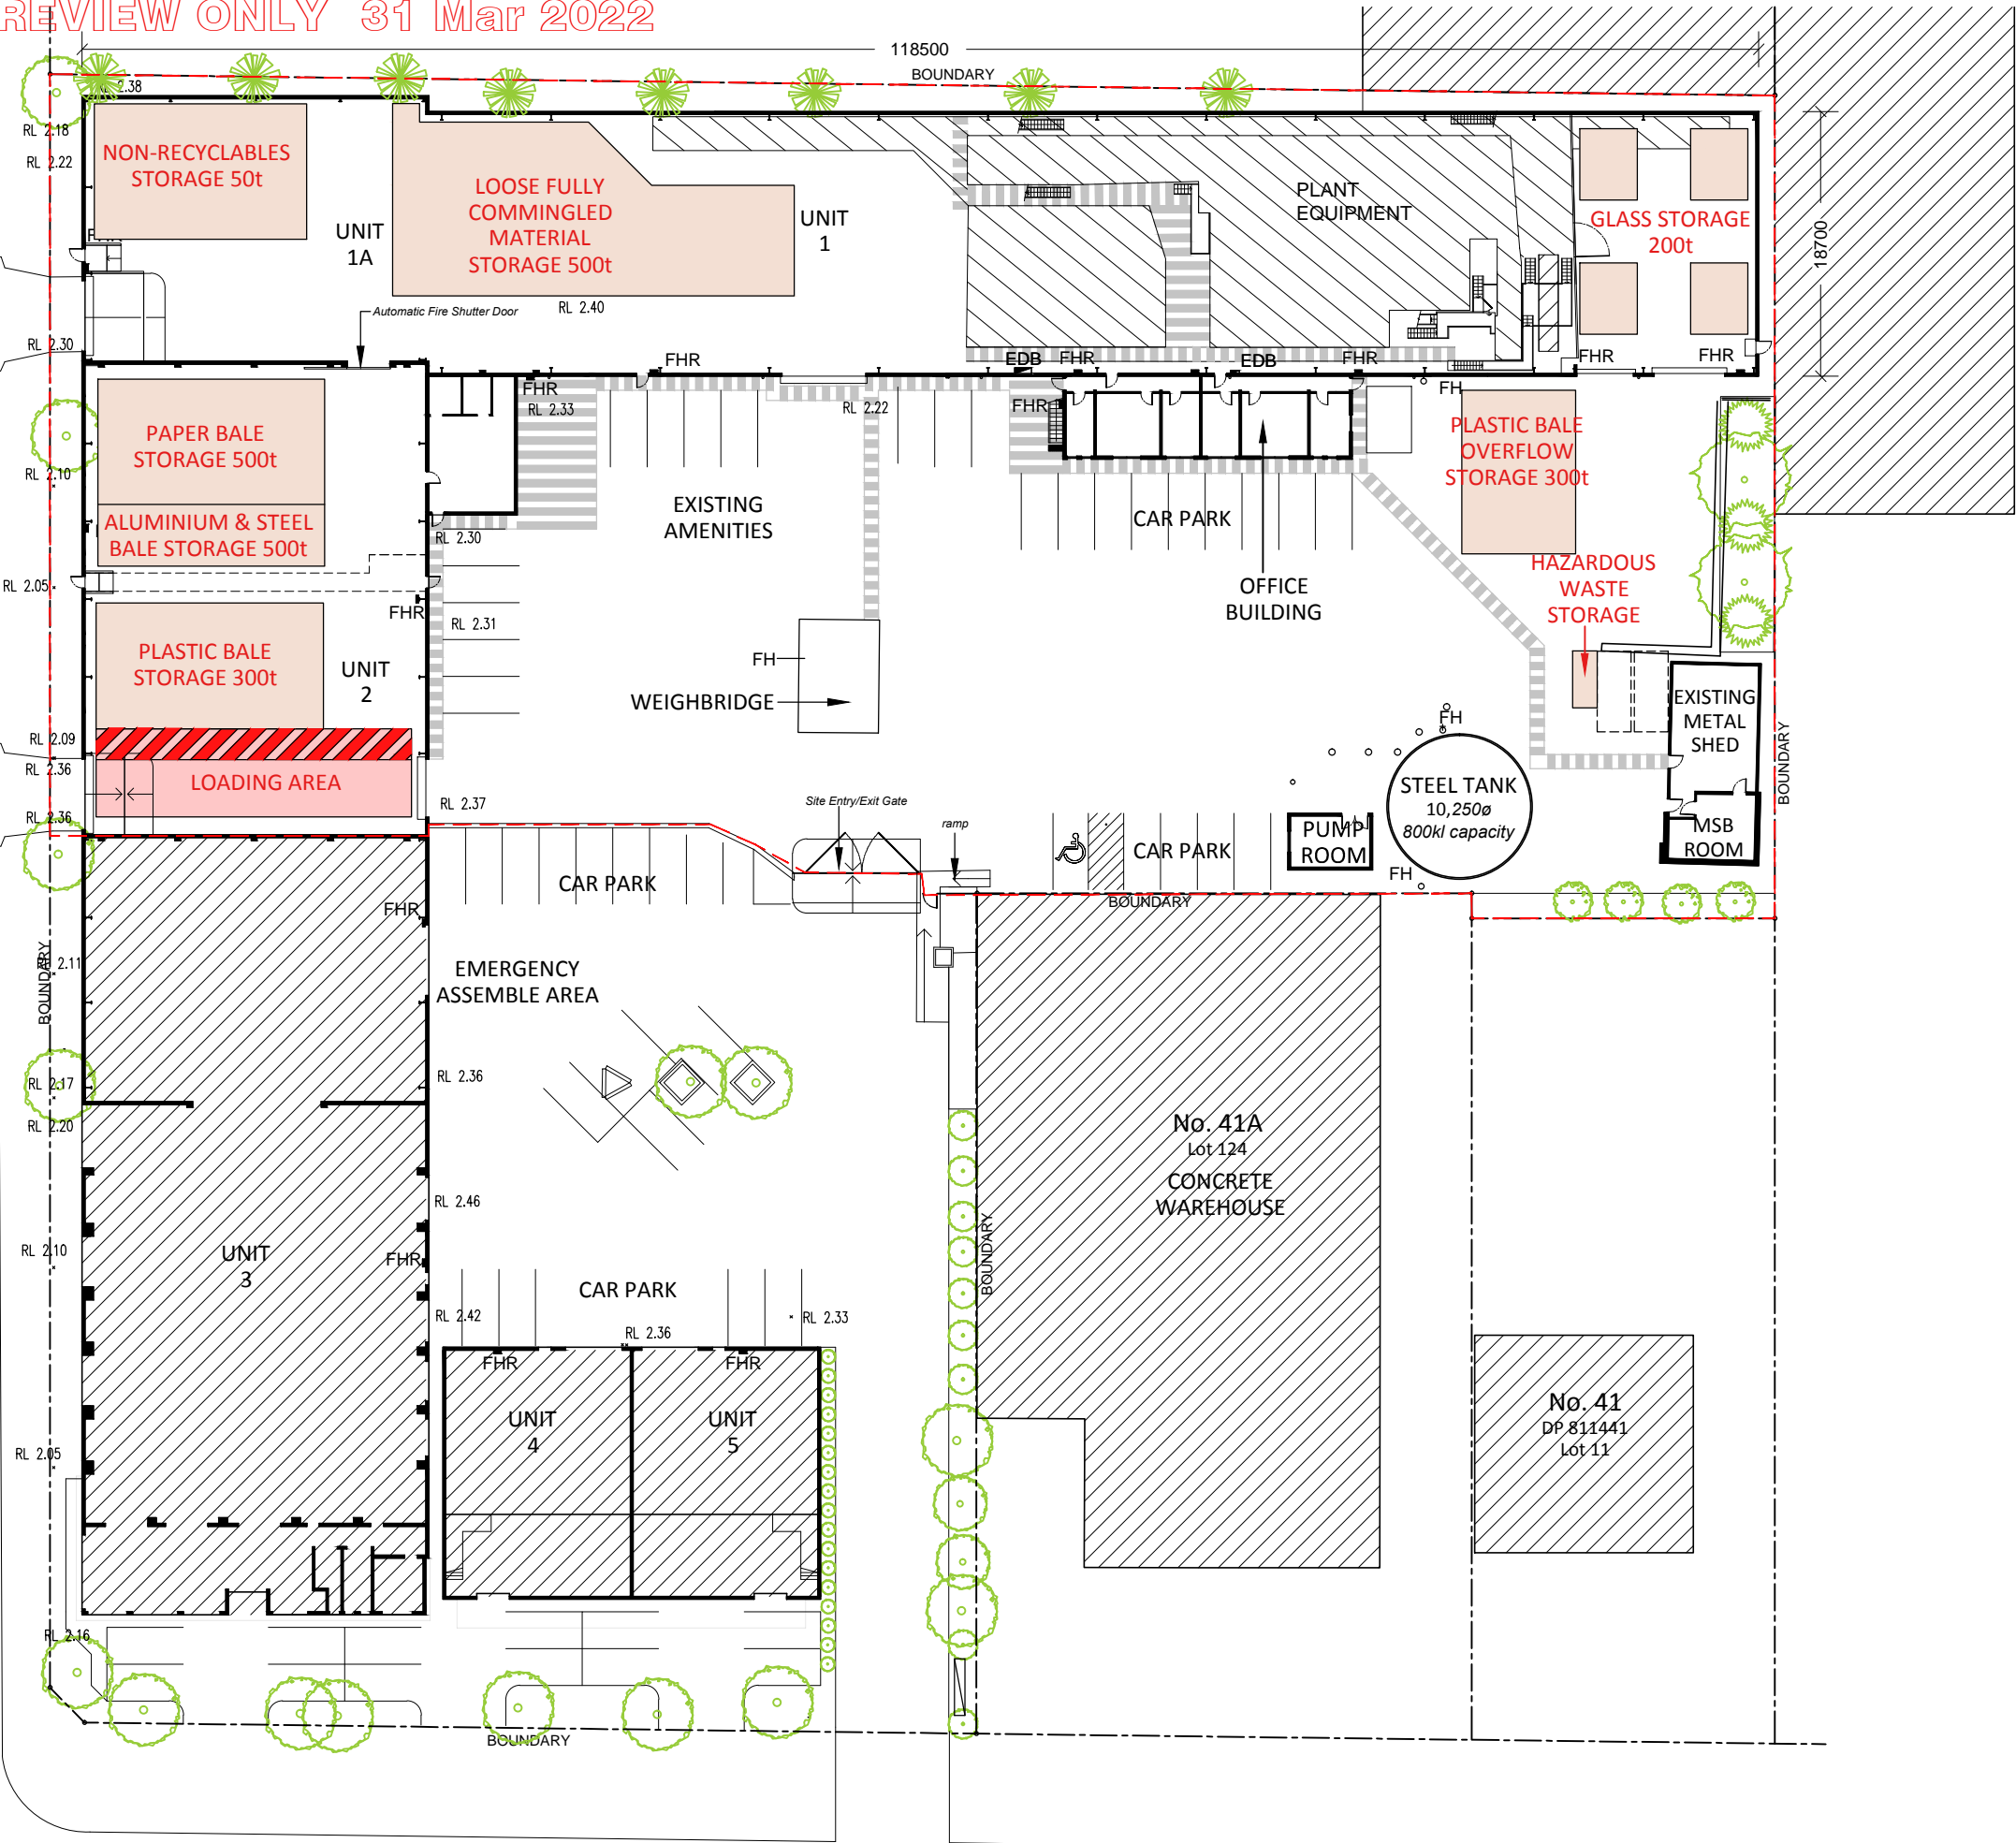 REVIEW ONLY 31 Mar 2022
118500
BOUNDARY
RL 2.18
RL 2.22
NON-RECYCLABLES
STORAGE 50t
LOOSE FULLY
COMMINGLED
MATERIAL
STORAGE 500t
UNIT
1A
UNIT
1
PLANT
EQUIPMENT
GLASS STORAGE
200t
18700
RL 2.40
Automatic Fire Shutter Door
RL 2.30
FHR
EDB
FHR
EDB
FHR
FHR
FHR
FHR
RL 2.33
RL 2.22
FHR
FH
PAPER BALE
STORAGE 500t
RL 2.10
ALUMINIUM & STEEL
BALE STORAGE 500t
RL 2.30
EXISTING
AMENITIES
CAR PARK
PLASTIC BALE
OVERFLOW
STORAGE 300t
RL 2.05
FHR
RL 2.31
OFFICE
BUILDING
HAZARDOUS
WASTE
STORAGE
PLASTIC BALE
STORAGE 300t
UNIT
2
FH
WEIGHBRIDGE
EXISTING
METAL
SHED
FH
RL 2.09
RL 2.36
LOADING AREA
RL 2.36
RL 2.37
Site Entry/Exit Gate
ramp
STEEL TANK
10,250ø
800kl capacity
BOUNDARY
PUMP
ROOM
CAR PARK
MSB
ROOM
CAR PARK
FH
BOUNDARY
FHR
BOUNDARY
2.11
EMERGENCY
ASSEMBLE AREA
RL 2.17
RL 2.36
RL 2.20
No. 41A
Lot 124
CONCRETE
WAREHOUSE
RL 2.46
BOUNDARY
RL 2.10
UNIT
3
FHR
CAR PARK
RL 2.42
RL 2.36
RL 2.33
FHR
FHR
UNIT
4
UNIT
5
No. 41
DP 811441
Lot 11
RL 2.05
RL 2.16
BOUNDARY